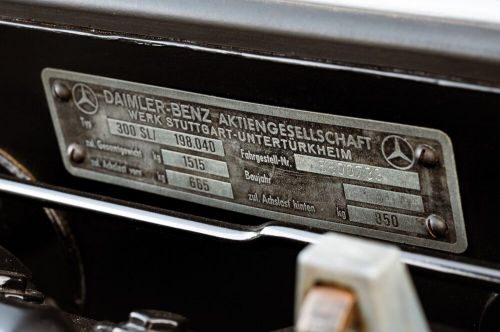 DAIMLER-BENZ AKTIENGESELLSCHAFT
WERK STUTTGART-UNTERTÜRKHEIM
Typ 300 SL/ 198.040 Fahrgestell-Nr.
zul. Gesamtgewicht kg 1515 Baujahr
zul. Achslast vorn kg 665 zul. Achslast hinten kg 850